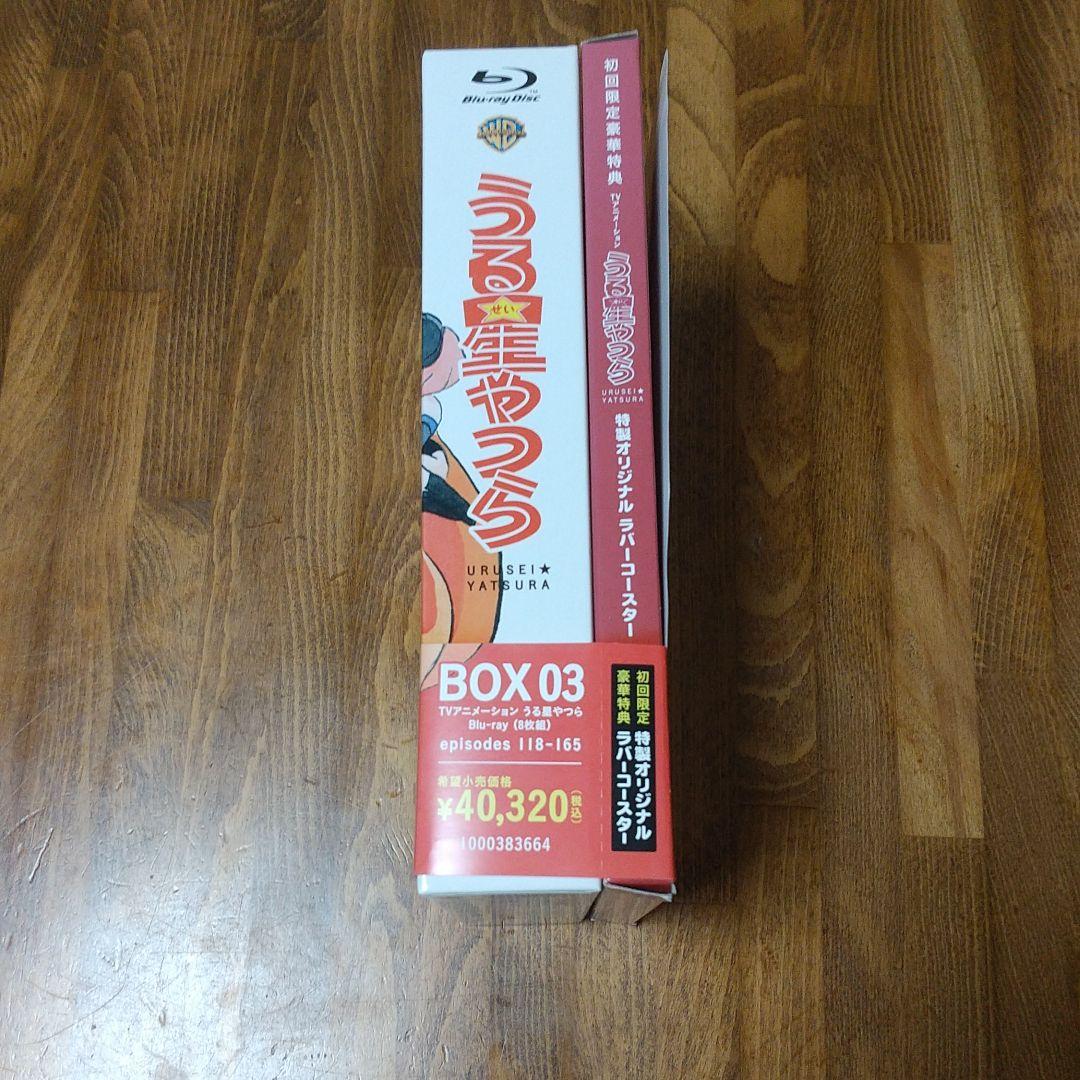 Blu-ray Disc
WB
うる星やつら
せい
URUSEI★
YATSURA
BOX 03
TVアニメーション うる星やつら
Blu-ray (8枚組)
episodes 118-165
希望小売価格
¥40,320(税込)
1000383664
初回限定豪華特典
TVアニメーション
うる星やつら
URUSEI★
YATSURA
特製オリジナル ラバーコースター
初回限定
豪華特典
特製オリジナル
ラバーコースター